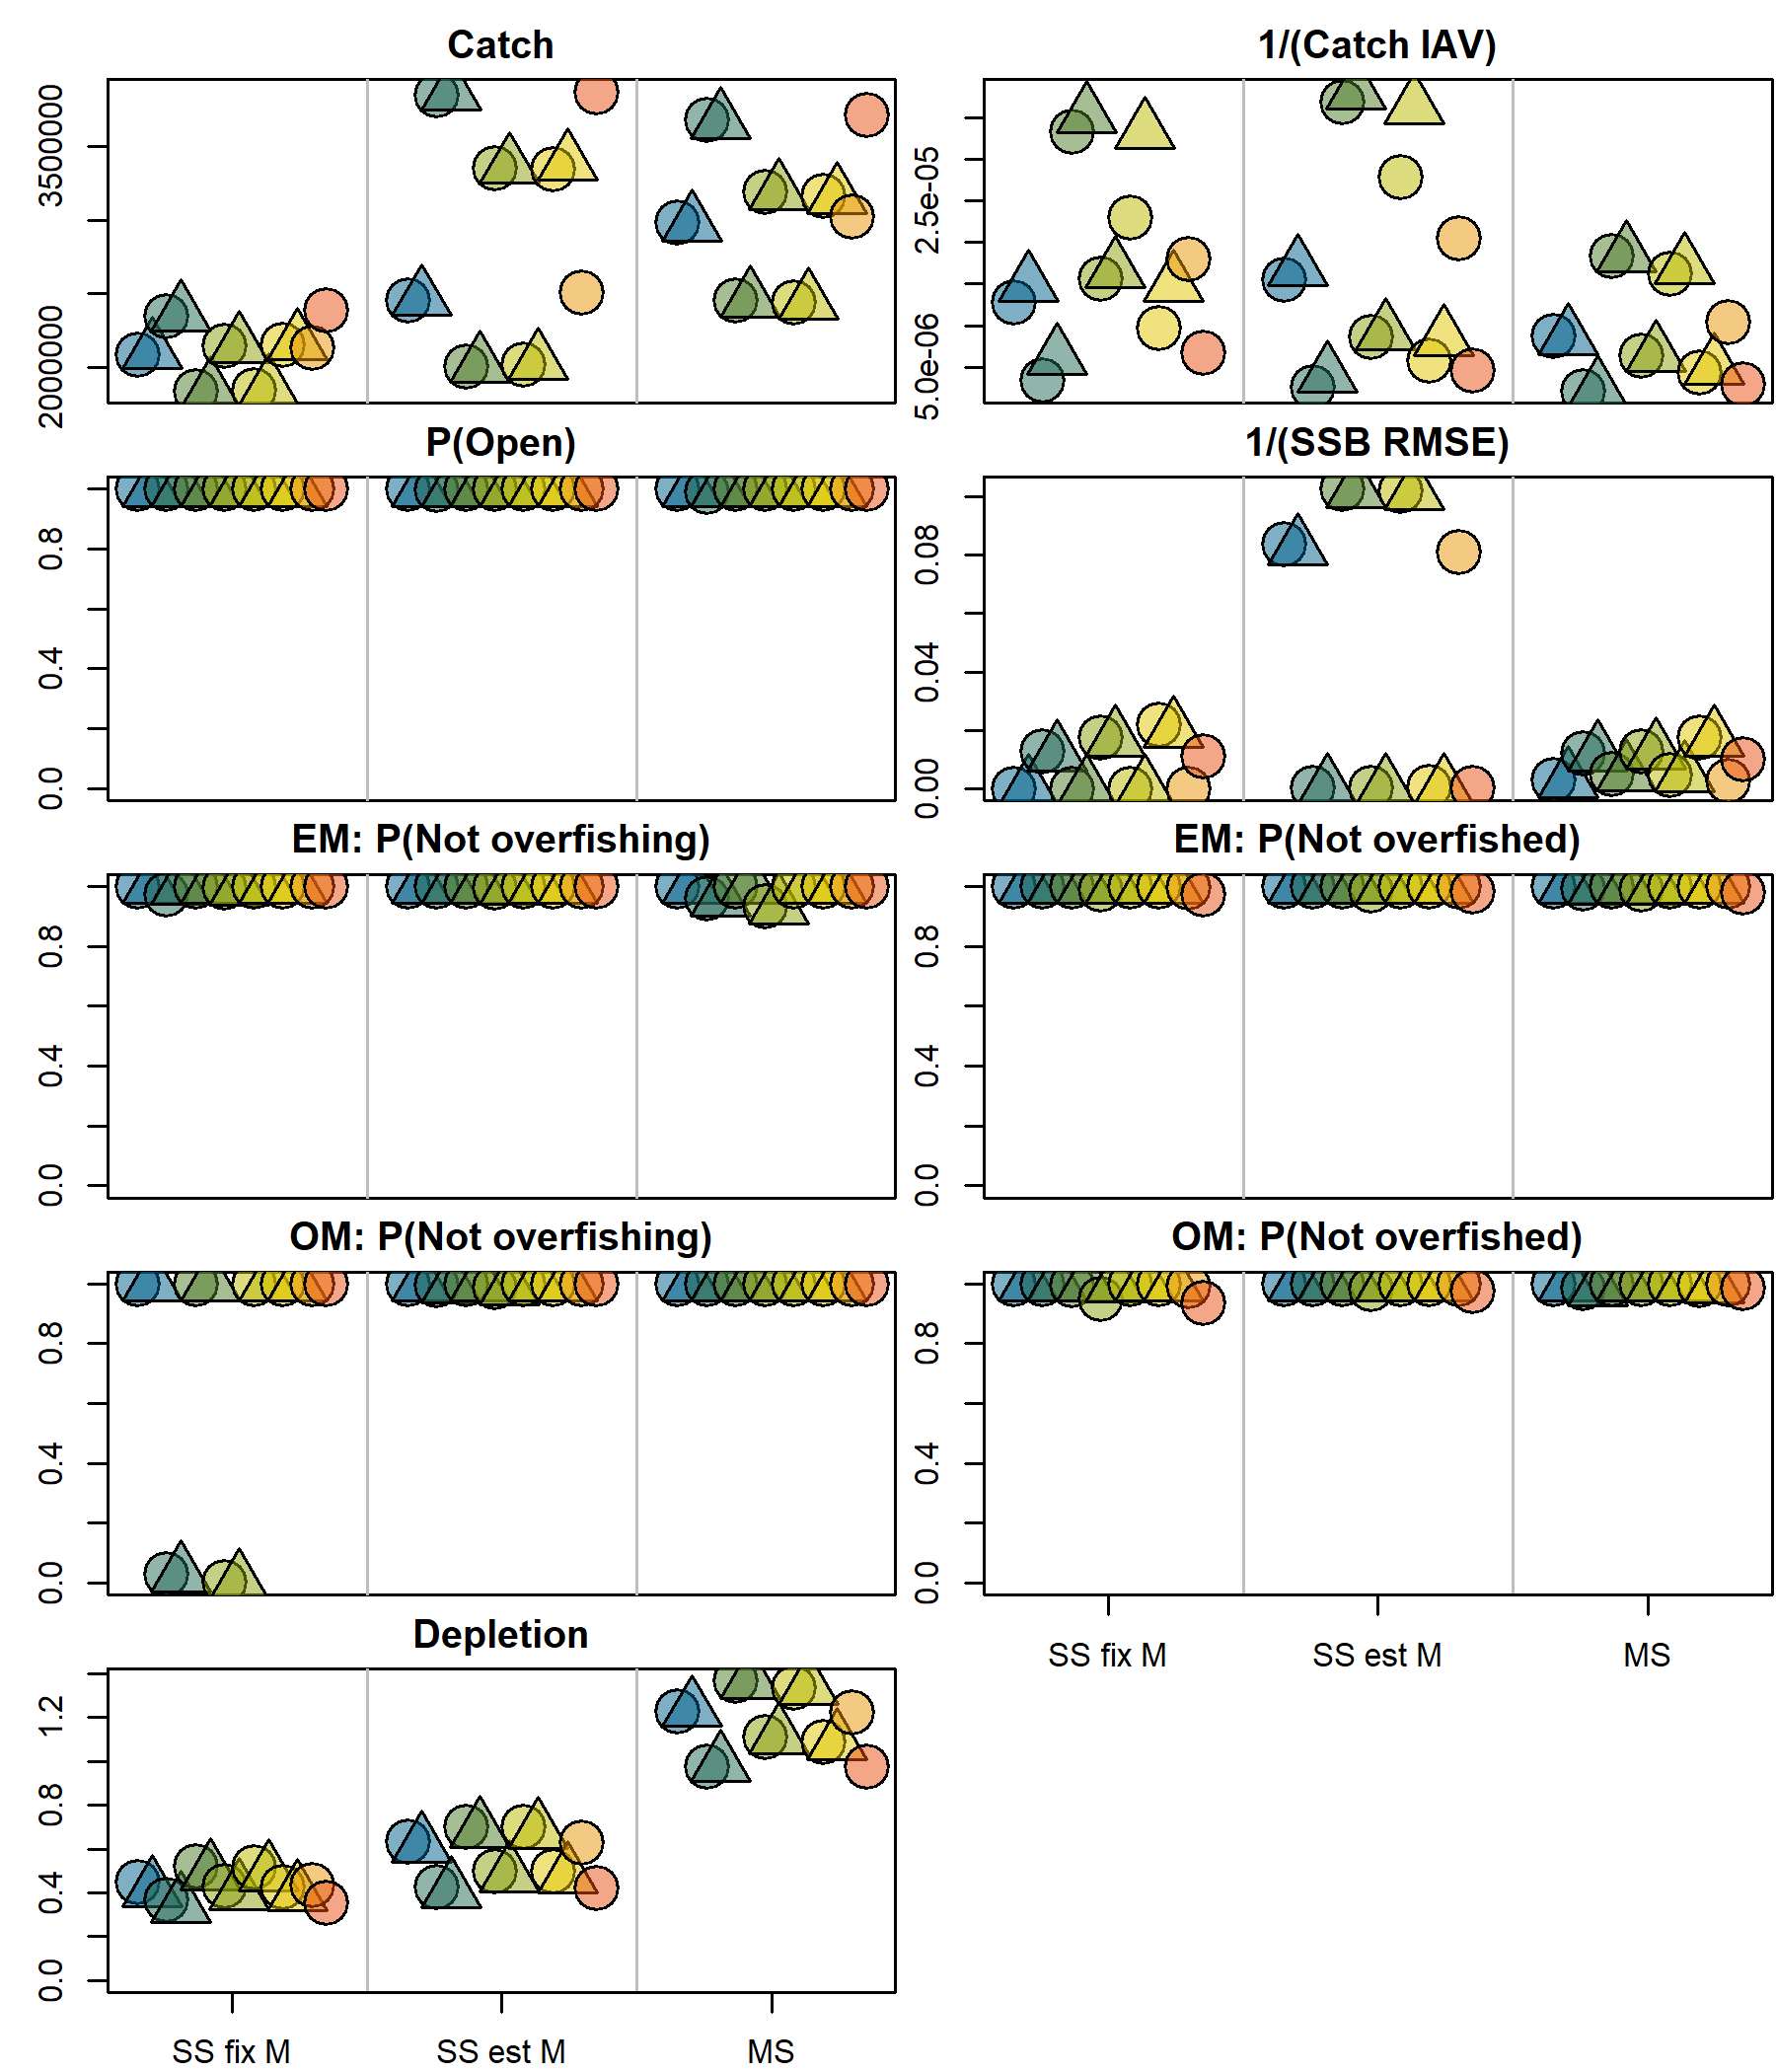 Catch
1/(Catch IAV)
3500000
2000000
2.5e-05
5.0e-06
P(Open)
1/(SSB RMSE)
0.8
0.4
0.0
0.08
0.04
0.00
EM: P(Not overfishing)
EM: P(Not overfished)
0.8
0.4
0.0
0.8
0.4
0.0
OM: P(Not overfishing)
OM: P(Not overfished)
0.8
0.4
0.0
0.8
0.4
0.0
SS fix M
SS est M
MS
Depletion
1.2
0.8
0.4
0.0
SS fix M
SS est M
MS